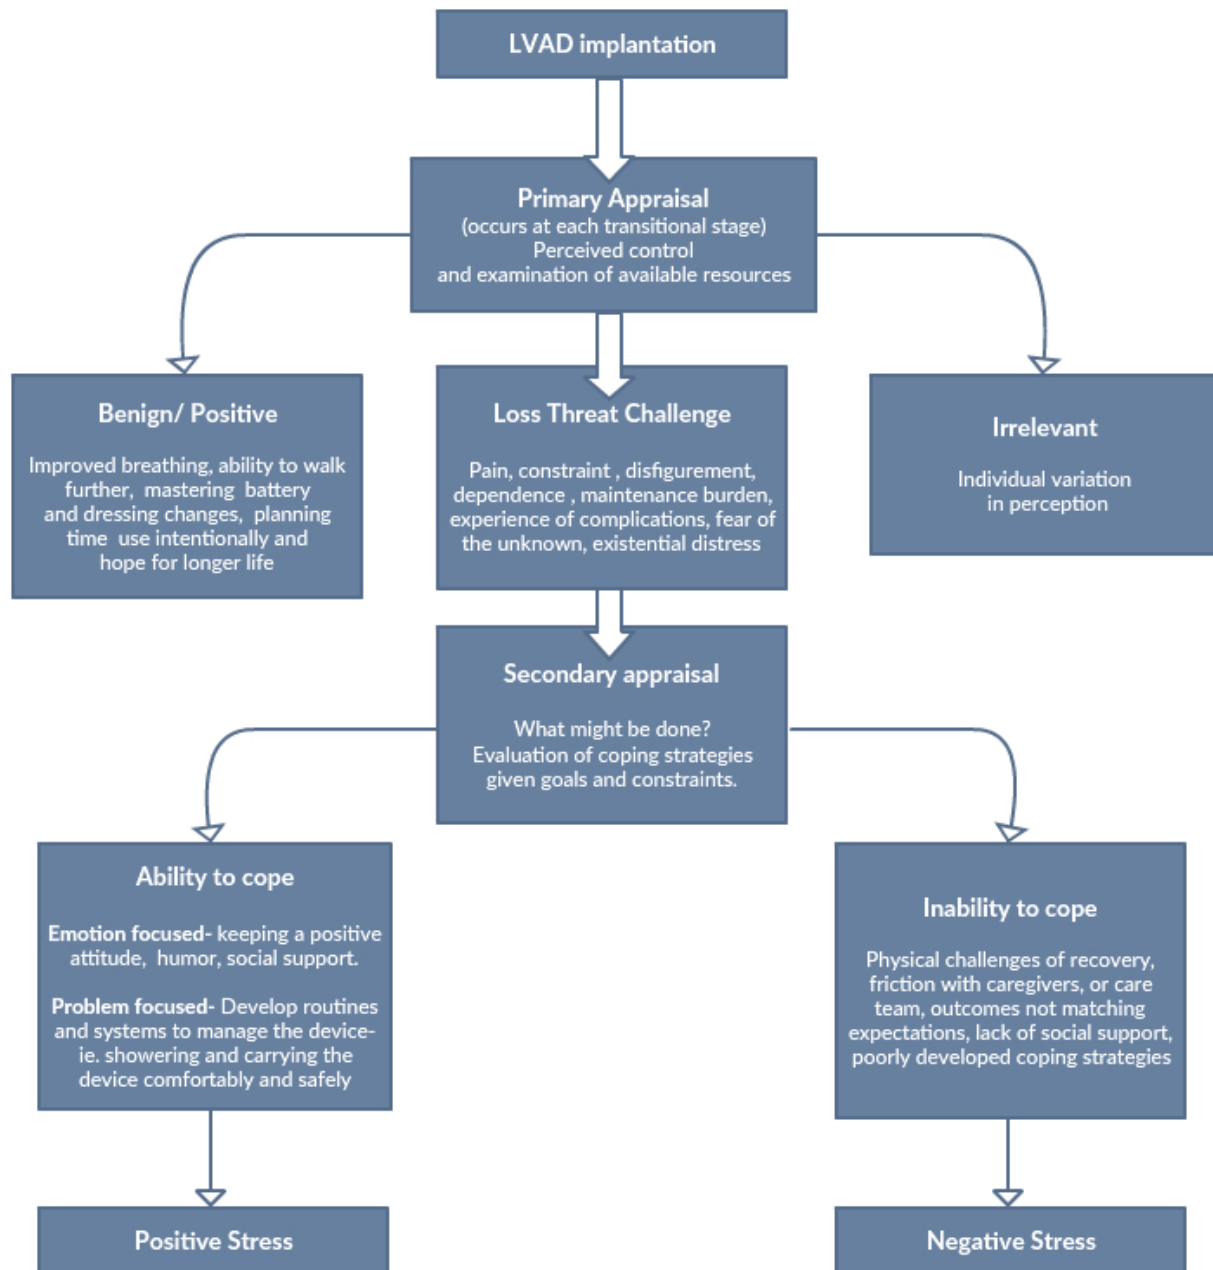 LVAD implantation
Primary Appraisal
(occurs at each transitional stage)
Perceived control
and examination of available resources
Benign/ Positive
Improved breathing, ability to walk
further, mastering battery
and dressing changes, planning
time use intentionally and
hope for longer life
Loss Threat Challenge
Pain, constraint , disfigurement,
dependence , maintenance burden,
experience of complications, fear of
the unknown, existential distress
Irrelevant
Individual variation
in perception
Secondary appraisal
What might be done?
Evaluation of coping strategies
given goals and constraints.
Ability to cope
Emotion focused- keeping a positive
attitude, humor, social support.
Problem focused- Develop routines
and systems to manage the device-
ie. showering and carrying the
device comfortably and safely
Inability to cope
Physical challenges of recovery,
friction with caregivers, or care
team, outcomes not matching
expectations, lack of social support,
poorly developed coping strategies
Positive Stress
Negative Stress